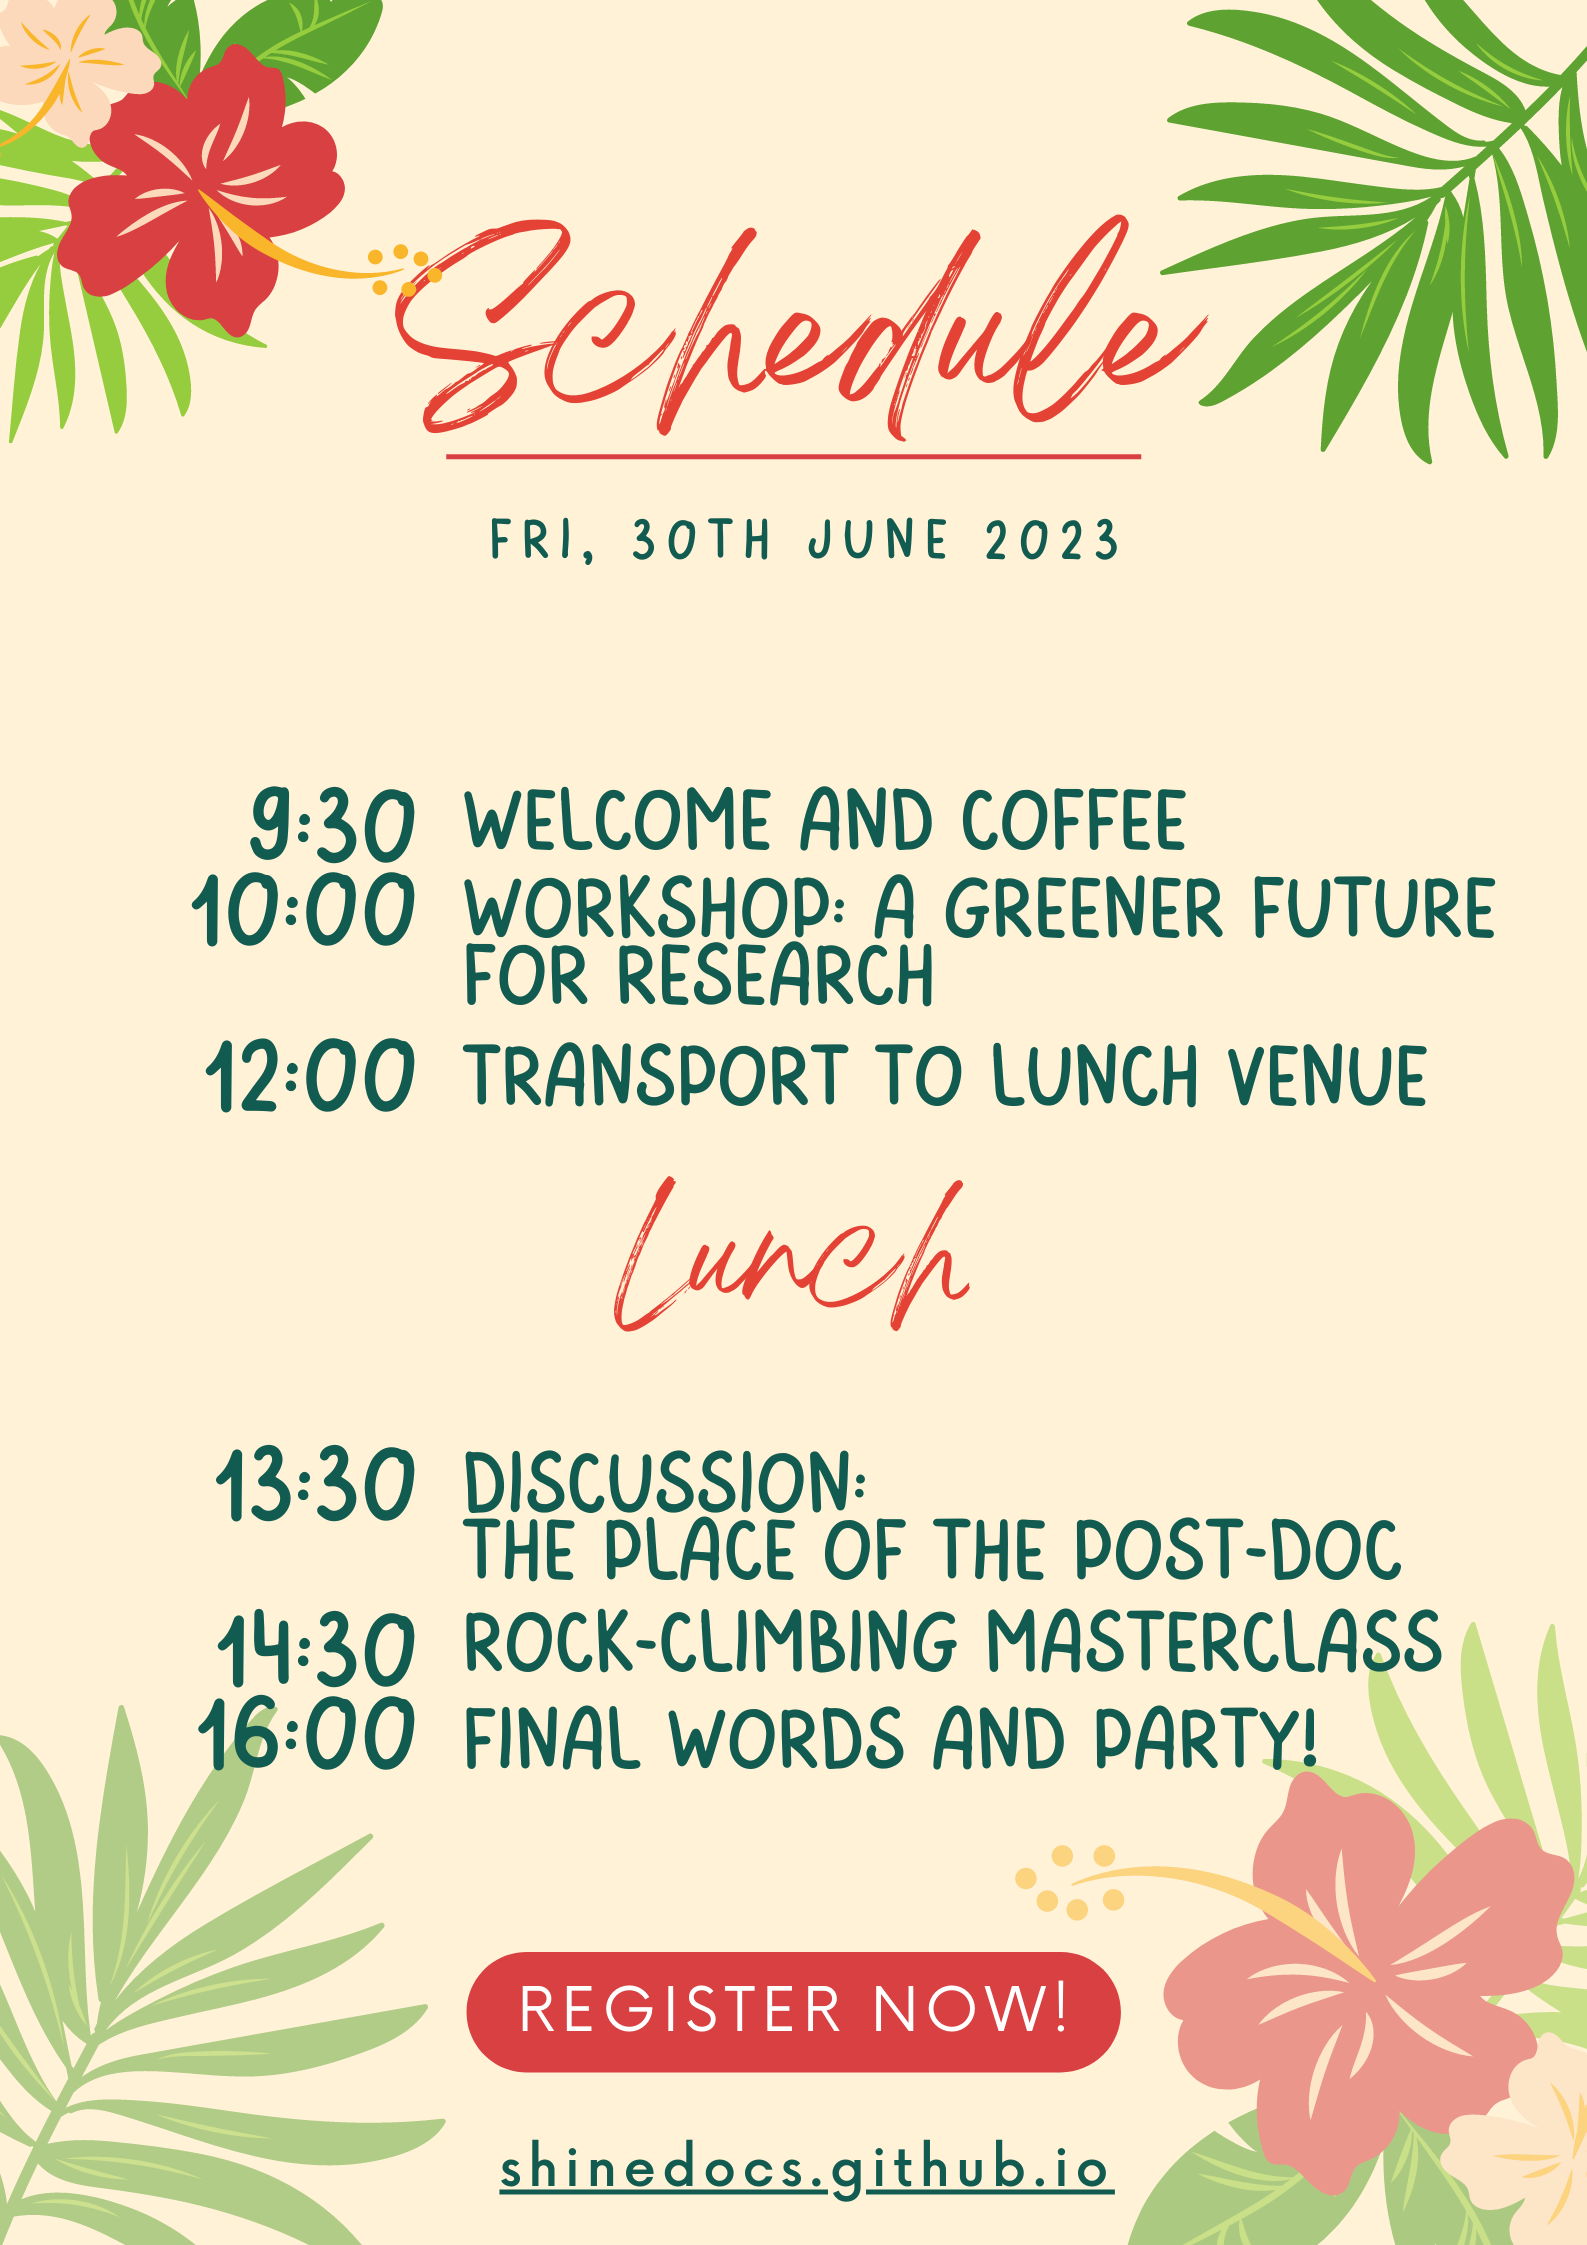 Schedule
FRI, 30TH JUNE 2023
9:30 WELCOME AND COFFEE
10:00 WORKSHOP: A GREENER FUTURE
FOR RESEARCH
12:00 TRANSPORT TO LUNCH VENUE
Lunch
13:30 DISCUSSION:
THE PLACE OF THE POST-DOC
14:30 ROCK-CLIMBING MASTERCLASS
16:00 FINAL WORDS AND PARTY!
REGISTER NOW!
shinedocs.github.io